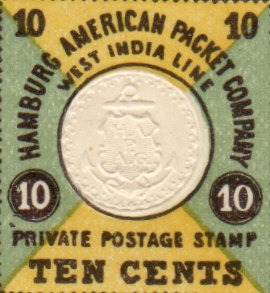 10 10
HAMBURG AMERICAN PACKET COMPANY
WEST INDIA LINE
10 10
PRIVATE POSTAGE STAMP
TEN CENTS